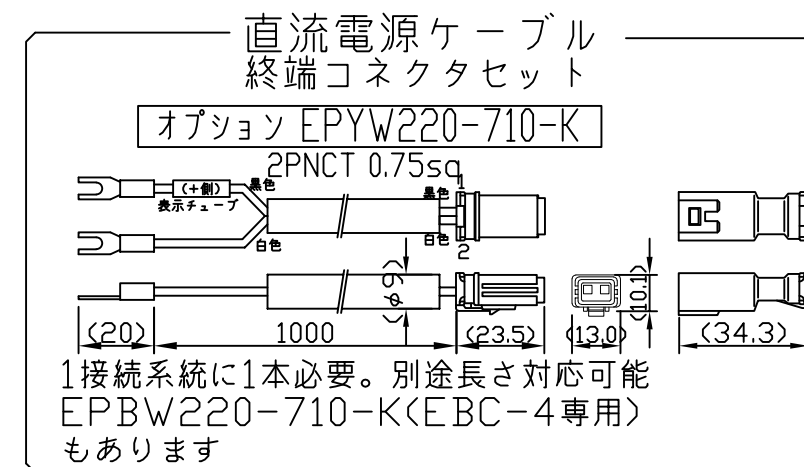 直流電源ケーブル
終端コネクタセット
オプション EPYW220-710-K
2PNCT 0.75sq
(+側)
黒色
表示チューブ
白色
黒色
1
白色
2
(φ9)
(10.1)
(20)
1000
(23.5)
(13.0)
(34.3)
1接続系統に1本必要。別途長さ対応可能
EPBW220-710-K(EBC-4専用)
もあります